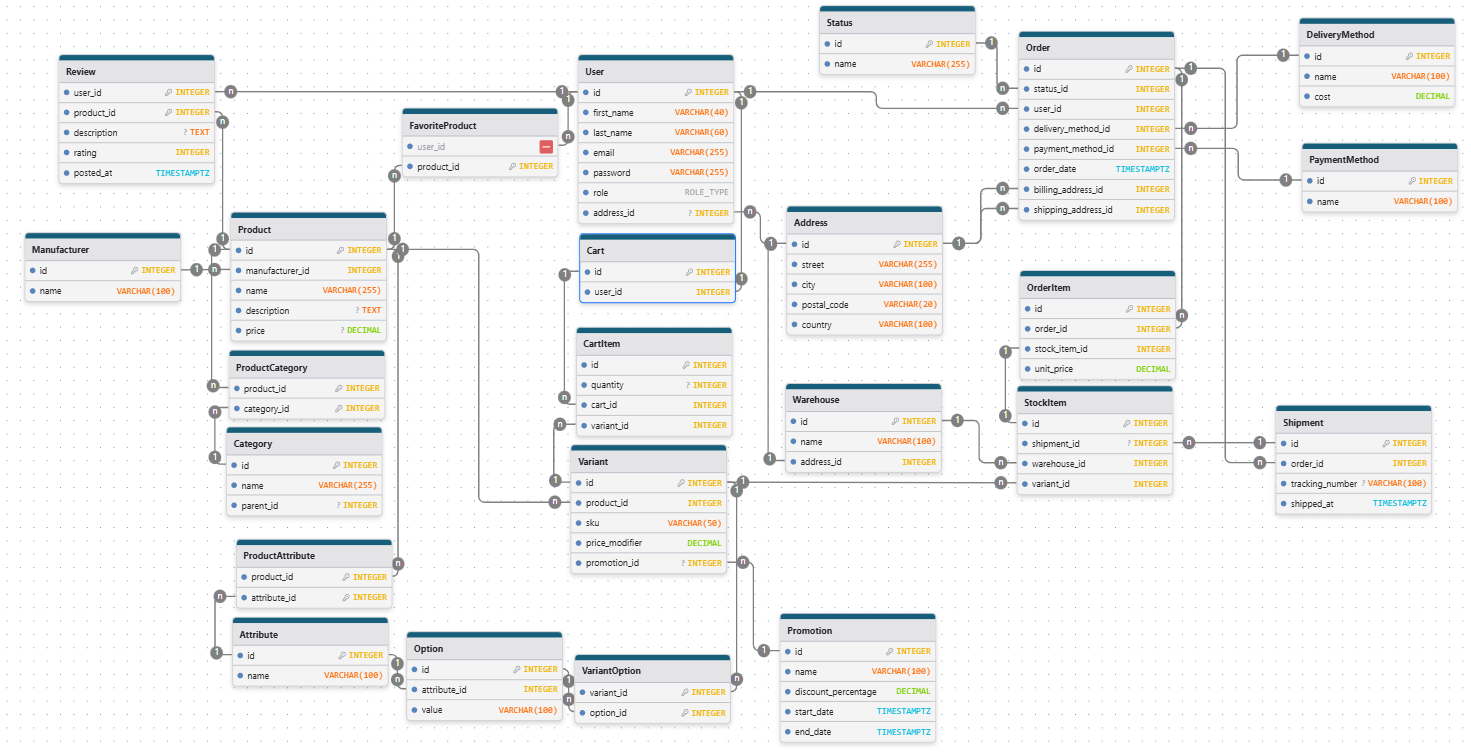 Review
user_id INTEGER
product_id INTEGER
description ? TEXT
rating INTEGER
posted_at TIMESTAMPTZ
FavoriteProduct
user_id
product_id INTEGER
User
id INTEGER
first_name VARCHAR(40)
last_name VARCHAR(60)
email VARCHAR(255)
password VARCHAR(255)
role ROLE_TYPE
address_id ? INTEGER
Status
id INTEGER
name VARCHAR(255)
Order
id INTEGER
status_id INTEGER
user_id INTEGER
delivery_method_id INTEGER
payment_method_id INTEGER
order_date TIMESTAMPTZ
billing_address_id INTEGER
shipping_address_id INTEGER
DeliveryMethod
id INTEGER
name VARCHAR(100)
cost DECIMAL
PaymentMethod
id INTEGER
name VARCHAR(100)
Manufacturer
id INTEGER
name VARCHAR(100)
Product
id INTEGER
manufacturer_id INTEGER
name VARCHAR(255)
description ? TEXT
price ? DECIMAL
Cart
id INTEGER
user_id INTEGER
Address
id INTEGER
street VARCHAR(255)
city VARCHAR(100)
postal_code VARCHAR(20)
country VARCHAR(100)
OrderItem
id INTEGER
order_id INTEGER
stock_item_id INTEGER
unit_price DECIMAL
ProductCategory
product_id INTEGER
category_id INTEGER
CartItem
id INTEGER
quantity ? INTEGER
cart_id INTEGER
variant_id INTEGER
Warehouse
id INTEGER
name VARCHAR(100)
address_id INTEGER
StockItem
id INTEGER
shipment_id ? INTEGER
warehouse_id INTEGER
variant_id INTEGER
Shipment
id INTEGER
order_id INTEGER
tracking_number ? VARCHAR(100)
shipped_at TIMESTAMPTZ
Category
id INTEGER
name VARCHAR(255)
parent_id ? INTEGER
Variant
id INTEGER
product_id INTEGER
sku VARCHAR(50)
price_modifier DECIMAL
promotion_id ? INTEGER
ProductAttribute
product_id INTEGER
attribute_id INTEGER
Attribute
id INTEGER
name VARCHAR(100)
Option
id INTEGER
attribute_id INTEGER
value VARCHAR(100)
VariantOption
variant_id INTEGER
option_id INTEGER
Promotion
id INTEGER
name VARCHAR(100)
discount_percentage DECIMAL
start_date TIMESTAMPTZ
end_date TIMESTAMPTZ